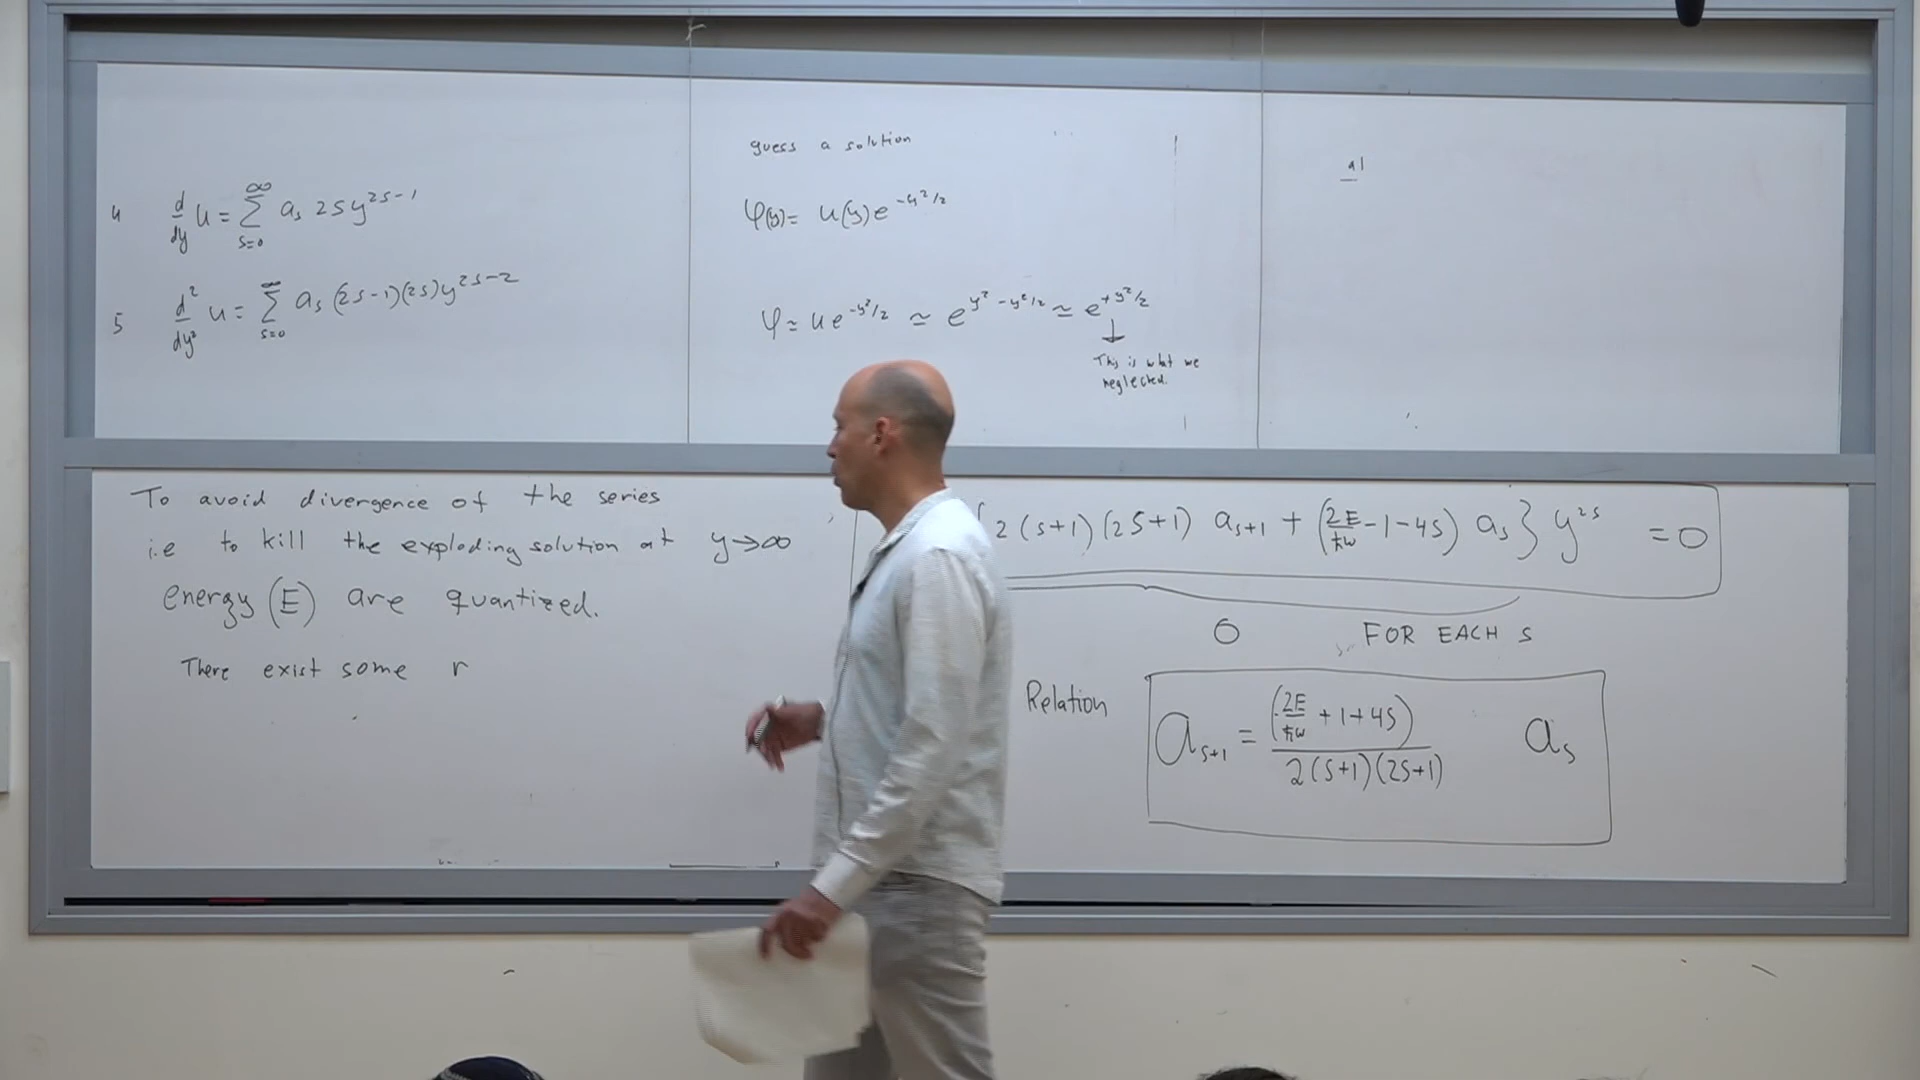 4 d/dy u = ∑_{s=0}^{∞} a_s 2s y^{2s-1}
5 d²/dy² u = ∑_{s=0}^{∞} a_s (2s-1)(2s) y^{2s-2}
guess a solution
φ(y) = u(y) e^{-y²/2}
φ ≃ u e^{-y²/2} ≃ e^{y² - y²/2} ≃ e^{+y²/2}
↓
This is what we
neglected.
al
To avoid divergence of the series
i.e to kill the exploding solution at y→∞
energy (E) are quantized.
There exist some r
2(s+1)(2s+1) a_{s+1} + (2E/ħω - 1 - 4s) a_s } y^{2s} = 0
0 FOR EACH s
Relation a_{s+1} = (2E/ħω + 1 + 4s) / 2(s+1)(2s+1) a_s